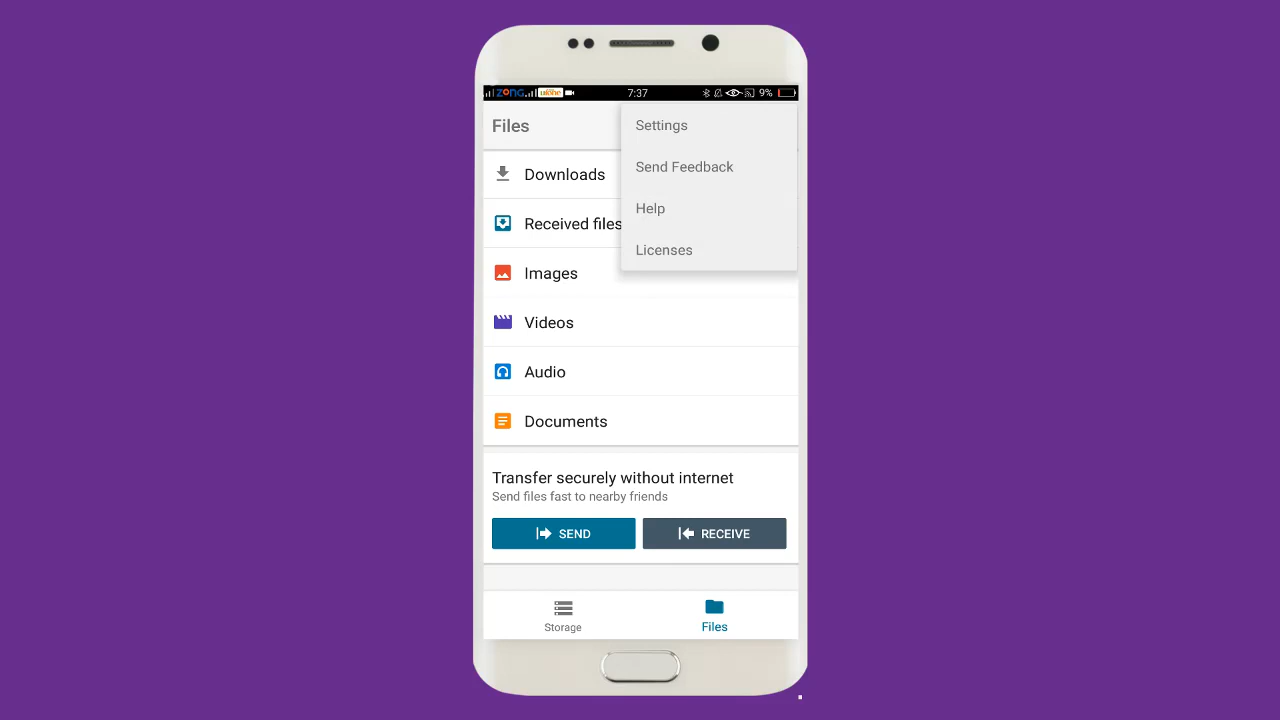 ZONG ufone 7:37 9%
Files
Settings
Send Feedback
Help
Licenses
Downloads
Received files
Images
Videos
Audio
Documents
Transfer securely without internet
Send files fast to nearby friends
SEND RECEIVE
Storage Files